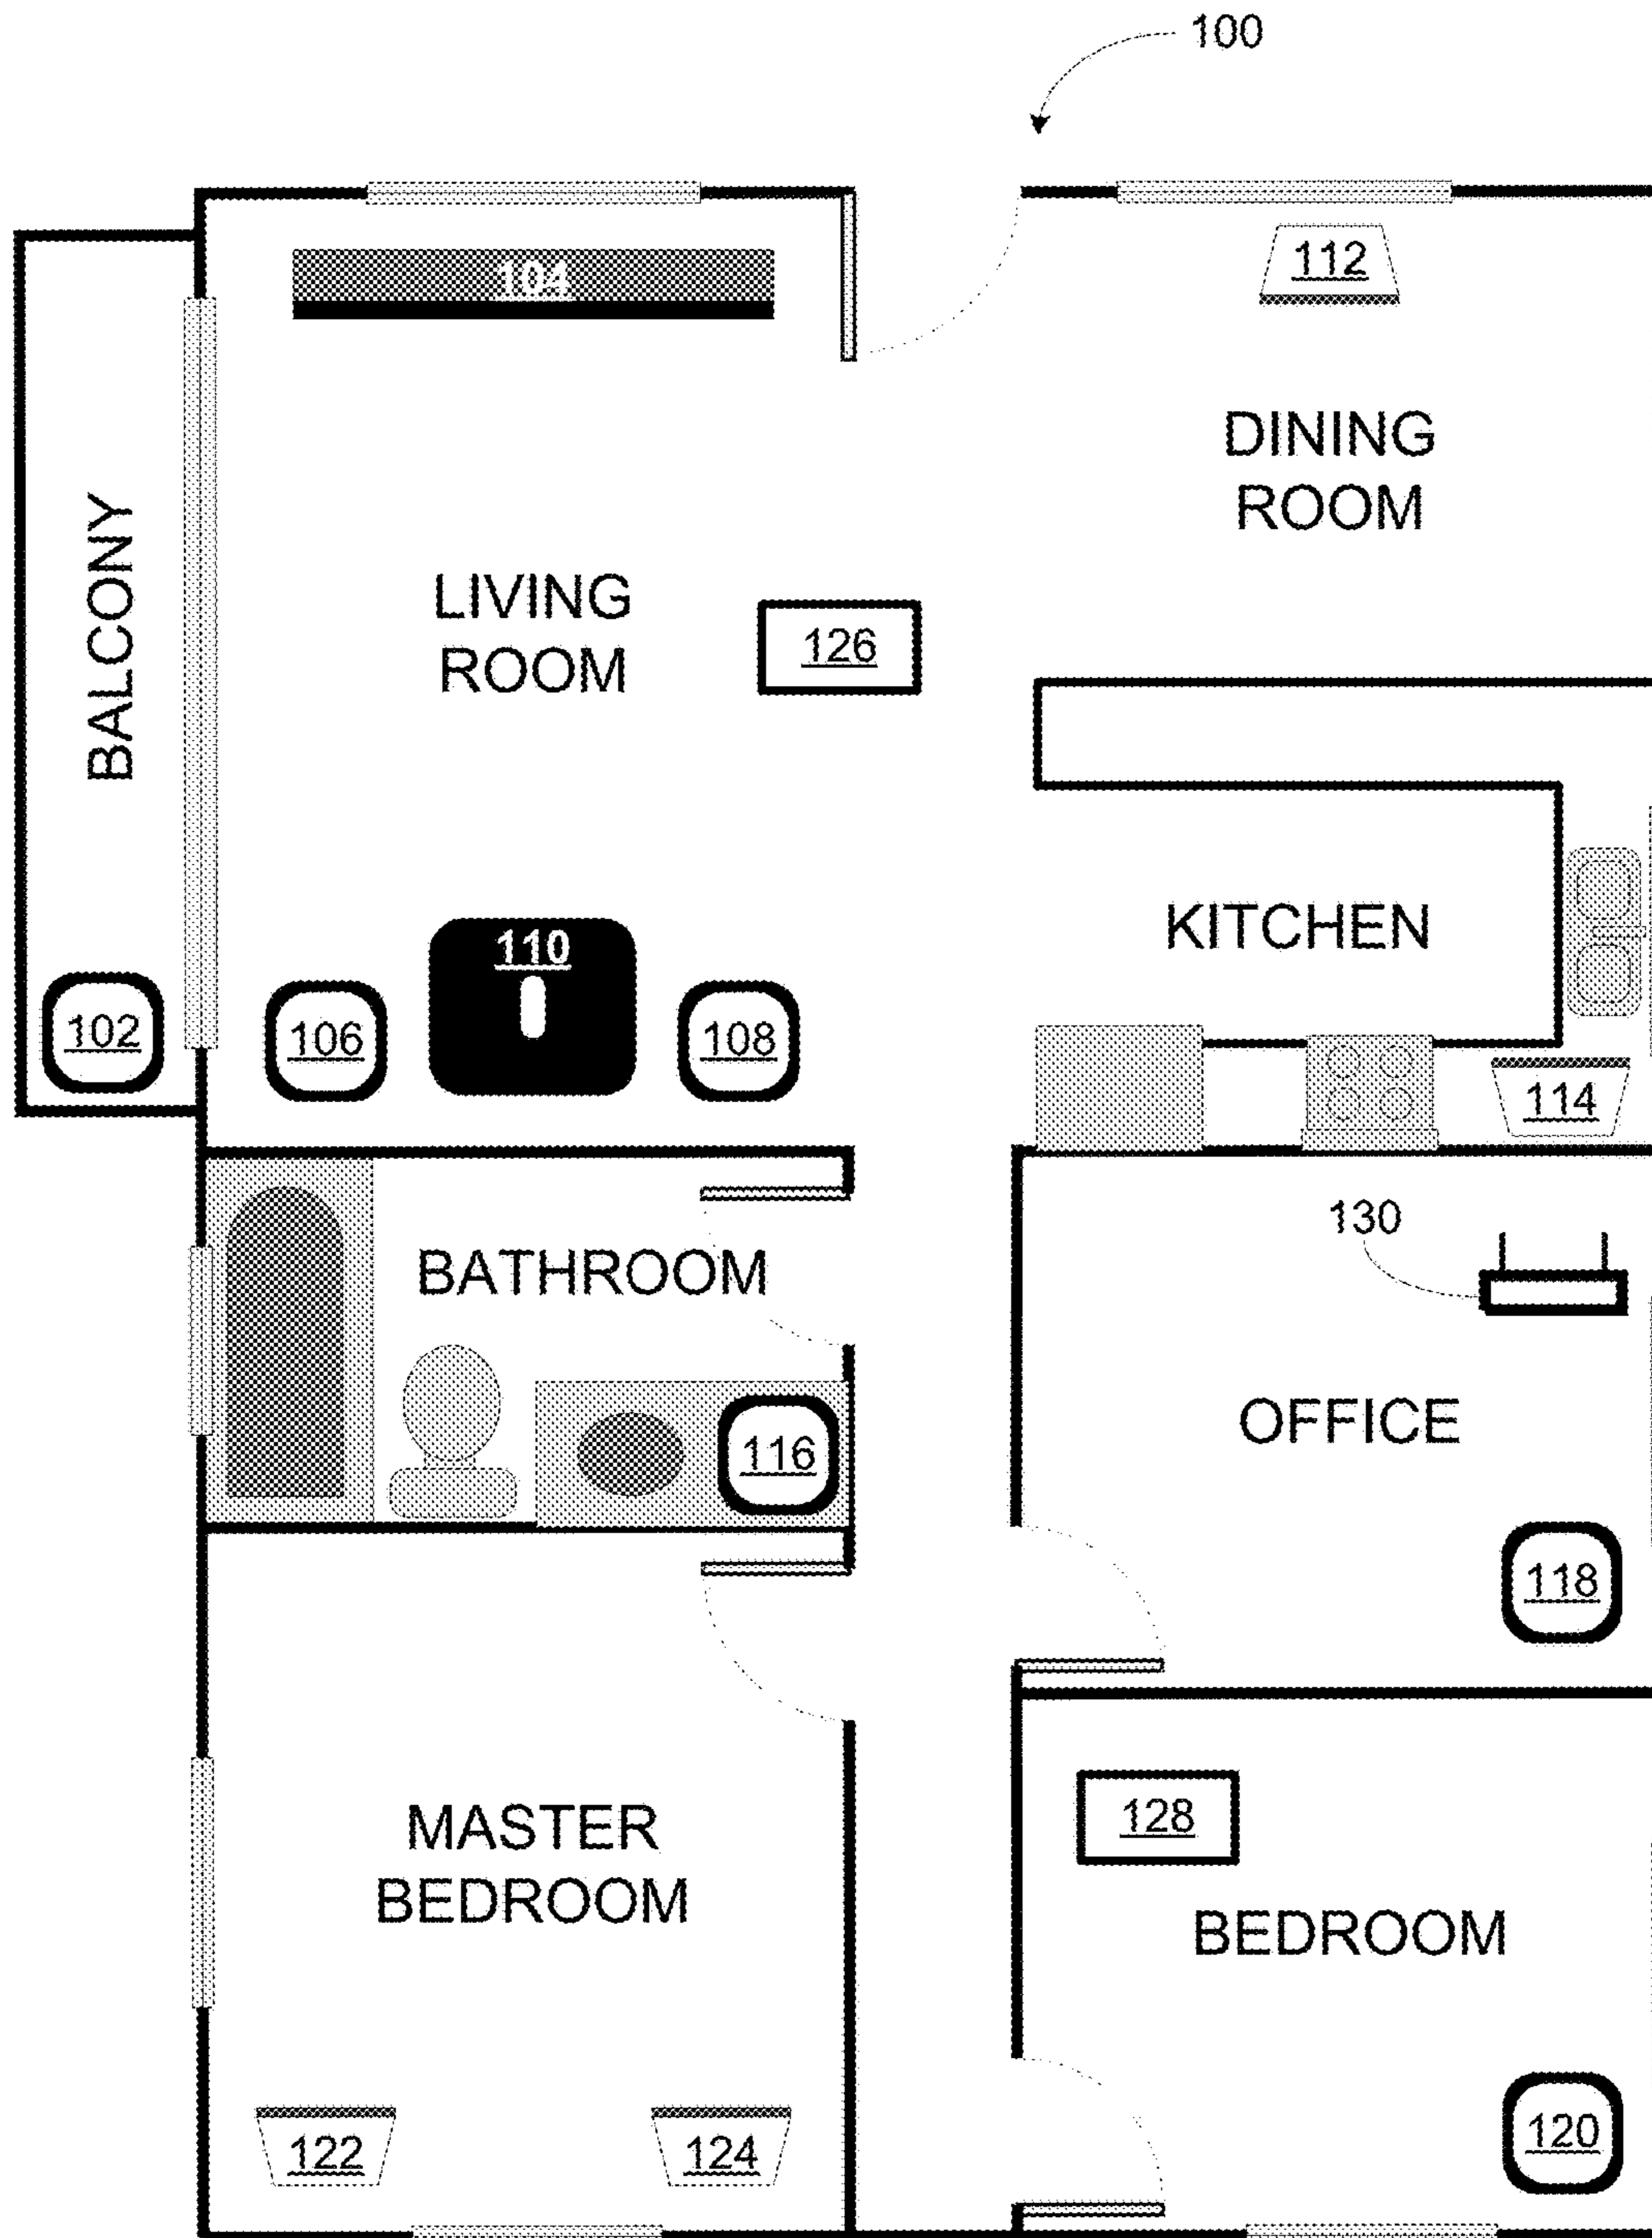 100
104
112
DINING
ROOM
BALCONY
LIVING
ROOM
126
KITCHEN
110
102
106
108
114
BATHROOM
130
OFFICE
116
118
MASTER
BEDROOM
128
BEDROOM
122
124
120